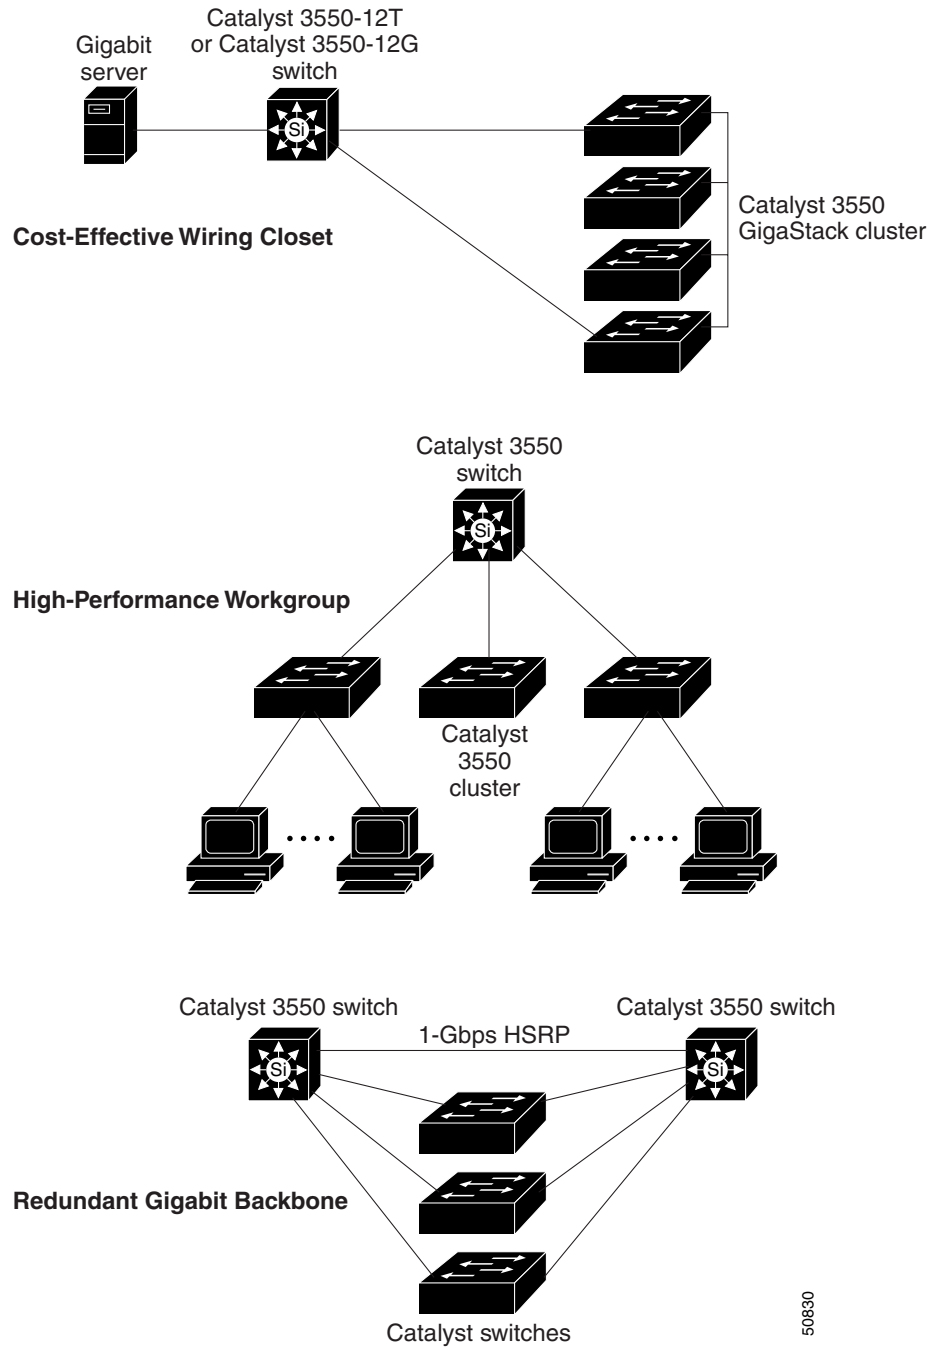 Catalyst 3550-12T
or Catalyst 3550-12G
switch
Gigabit
server
Si
Catalyst 3550
GigaStack cluster
Cost-Effective Wiring Closet
Catalyst 3550
switch
Si
High-Performance Workgroup
Catalyst
3550
cluster
Catalyst 3550 switch
Catalyst 3550 switch
1-Gbps HSRP
Si
Si
Redundant Gigabit Backbone
Catalyst switches
50830